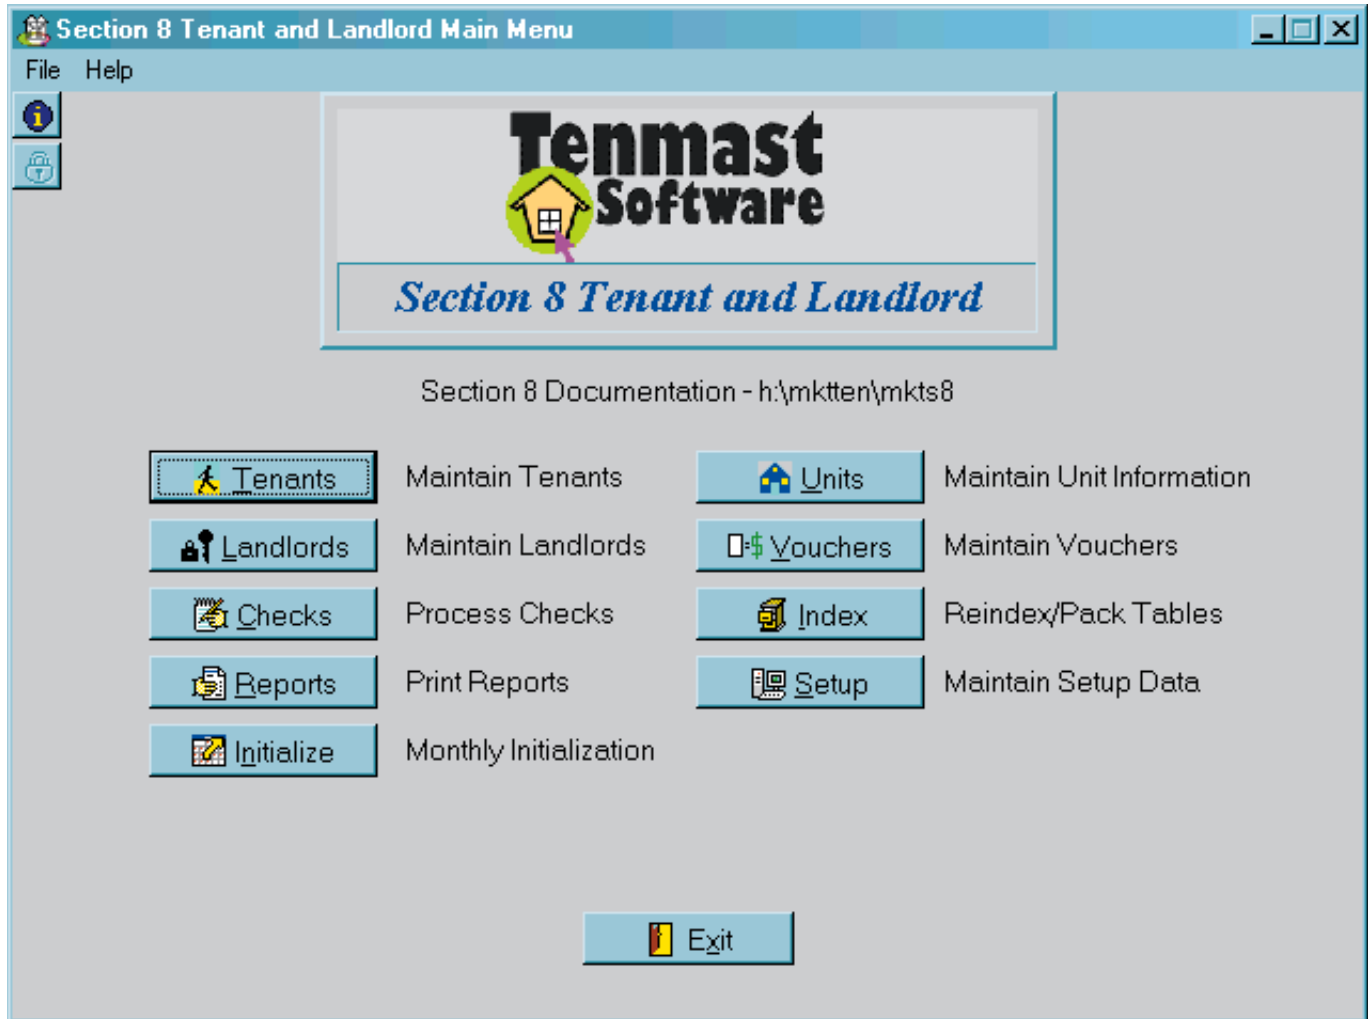 Section 8 Tenant and Landlord Main Menu
File Help
Tenmast
Software
Section 8 Tenant and Landlord
Section 8 Documentation - h:\mktten\mkts8
Tenants Maintain Tenants Units Maintain Unit Information
Landlords Maintain Landlords Vouchers Maintain Vouchers
Checks Process Checks Index Reindex/Pack Tables
Reports Print Reports Setup Maintain Setup Data
Initialize Monthly Initialization
Exit